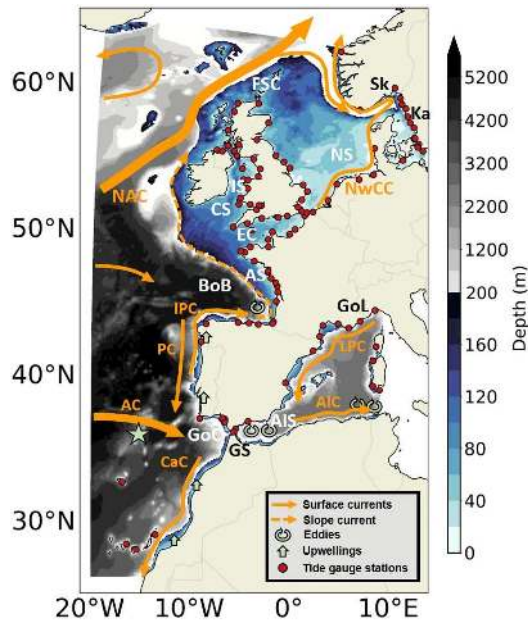 60°N
50°N
40°N
30°N
20°W
10°W
0°
10°E
FSC
Sk
Ka
NS
NAC
IS
CS
NwCC
EC
AS
BoB
IPC
GoL
PC
LPC
AC
AlC
AlS
GoC
GS
CaC
Surface currents
Slope current
Eddies
Upwellings
Tide gauge stations
5200
4200
3200
2200
1200
200
160
120
80
40
0
Depth (m)